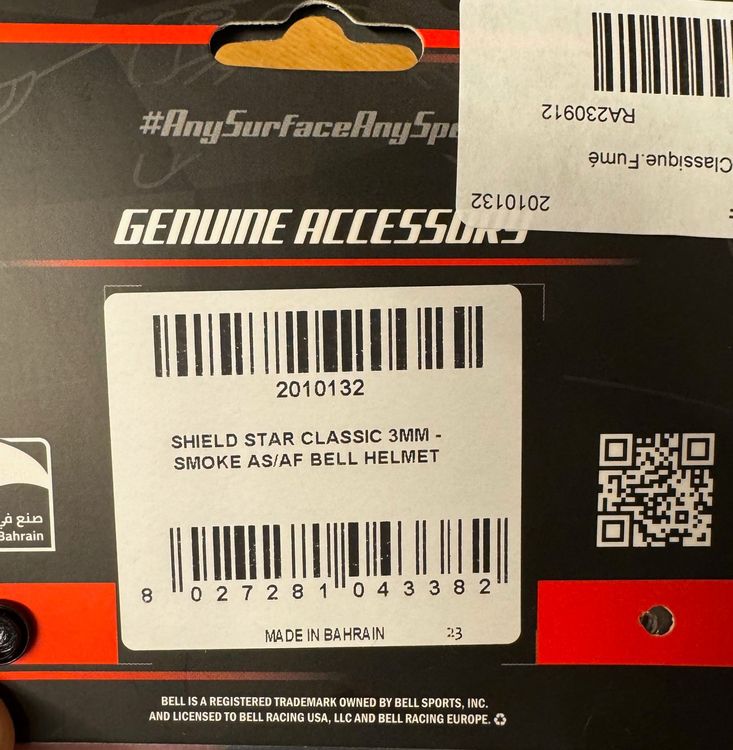 #AnySurfaceAnySpe
RA230912
Classique.Fumé
2010132
GENUINE ACCESSORY
2010132
SHIELD STAR CLASSIC 3MM -
SMOKE AS/AF BELL HELMET
صنع في
Bahrain
8 027281 043382
MADE IN BAHRAIN 23
BELL IS A REGISTERED TRADEMARK OWNED BY BELL SPORTS, INC.
AND LICENSED TO BELL RACING USA, LLC AND BELL RACING EUROPE.